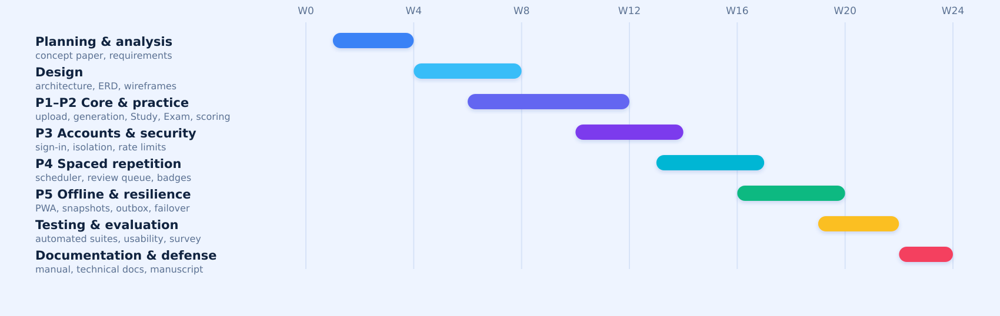 W0 W4 W8 W12 W16 W20 W24
Planning & analysis
concept paper, requirements
Design
architecture, ERD, wireframes
P1–P2 Core & practice
upload, generation, Study, Exam, scoring
P3 Accounts & security
sign-in, isolation, rate limits
P4 Spaced repetition
scheduler, review queue, badges
P5 Offline & resilience
PWA, snapshots, outbox, failover
Testing & evaluation
automated suites, usability, survey
Documentation & defense
manual, technical docs, manuscript